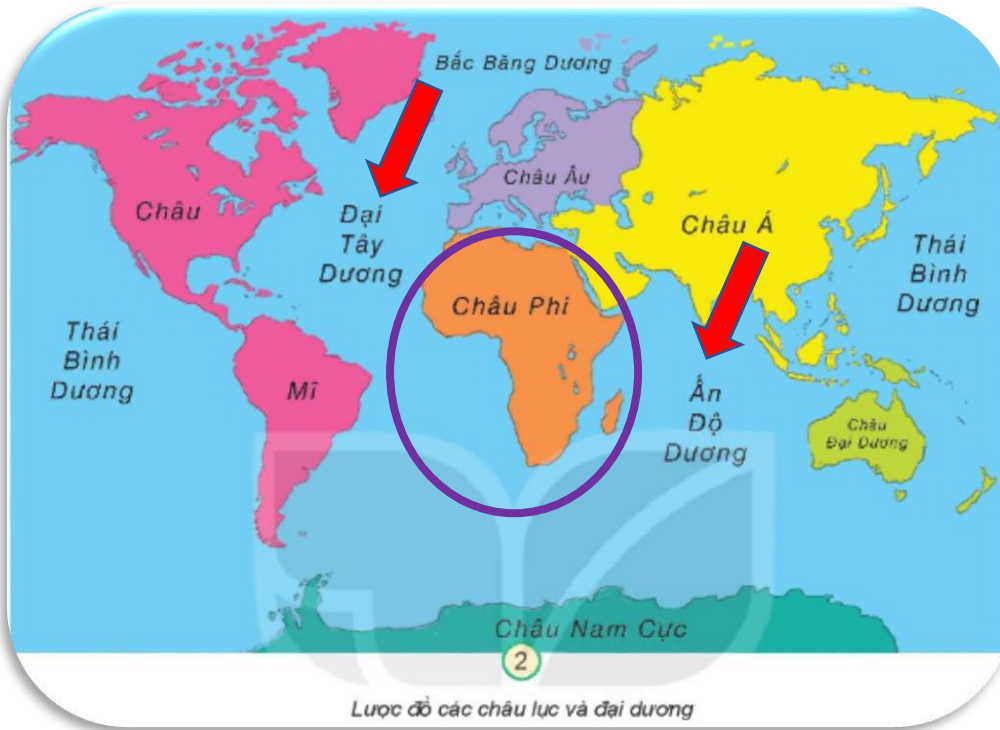 Bắc Băng Dương
Châu Âu
Châu
Đại
Tây
Dương
Châu Á
Thái
Bình
Dương
Châu Phi
Thái
Bình
Dương
Mĩ
Ấn
Độ
Dương
Châu
Đại Dương
Châu Nam Cực
2
Lược đồ các châu lục và đại dương